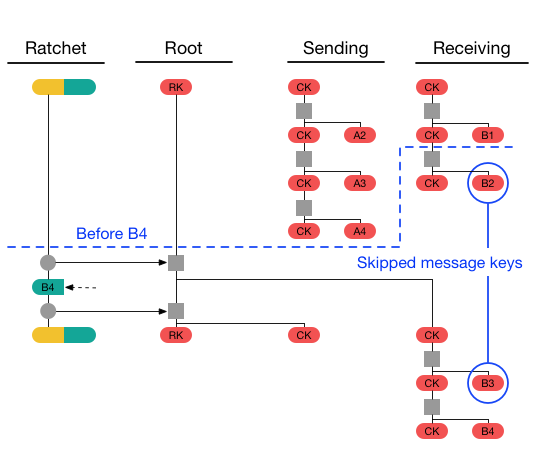 Ratchet Root Sending Receiving
RK CK CK
CK A2 CK B1
CK A3 CK B2
CK A4
Before B4
Skipped message keys
B4
RK CK CK
CK B3
CK B4